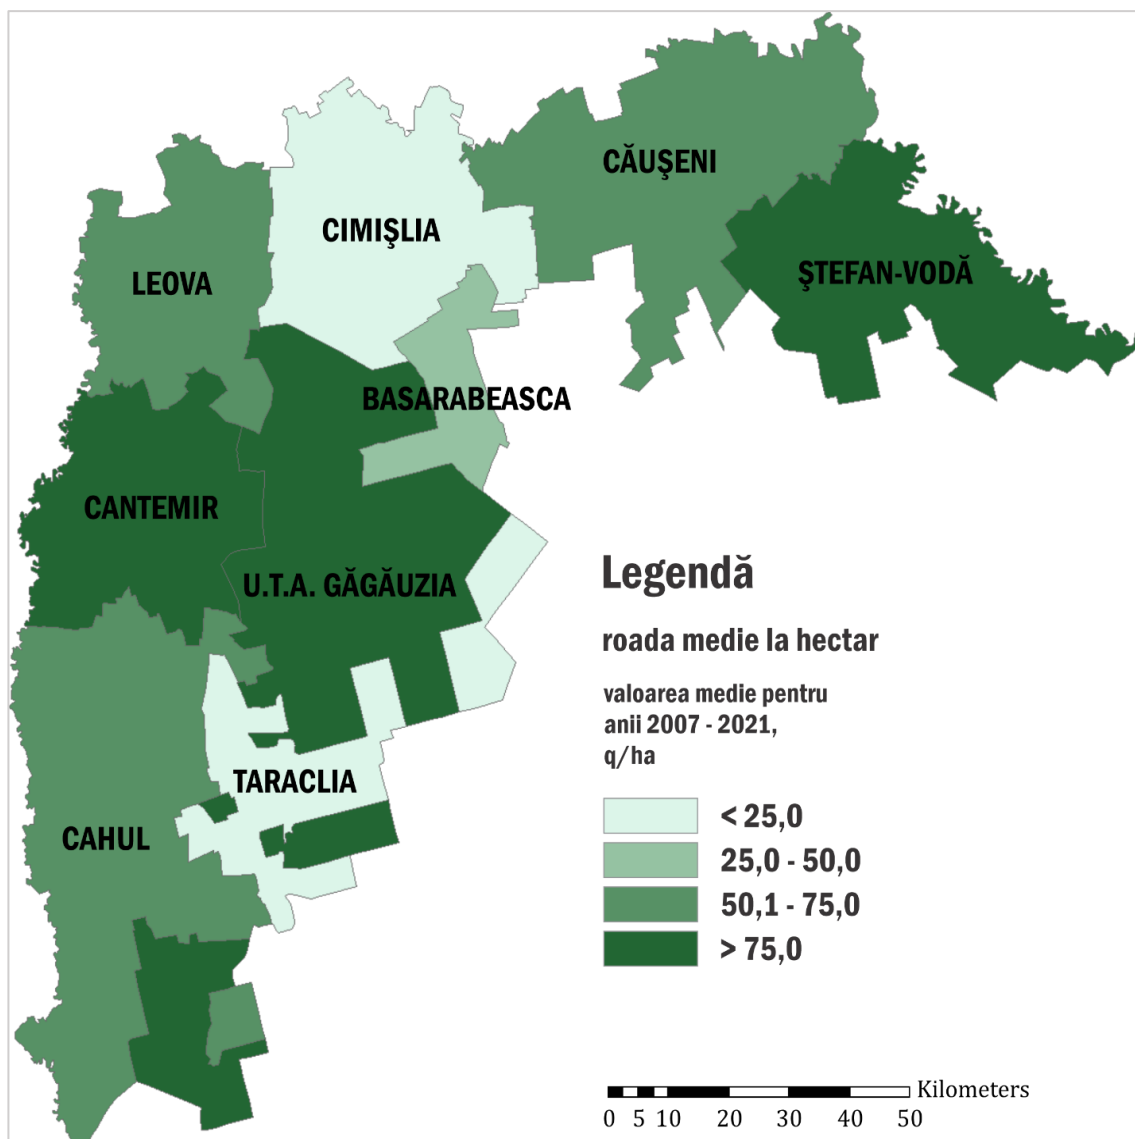 CĂUŞENI
CIMIŞLIA
LEOVA
ŞTEFAN-VODĂ
BASARABEASCA
CANTEMIR
U.T.A. GĂGĂUZIA
TARACLIA
CAHUL
Legendă
roada medie la hectar
valoarea medie pentru
anii 2007 - 2021,
q/ha
< 25,0
25,0 - 50,0
50,1 - 75,0
> 75,0
Kilometers
0 5 10 20 30 40 50